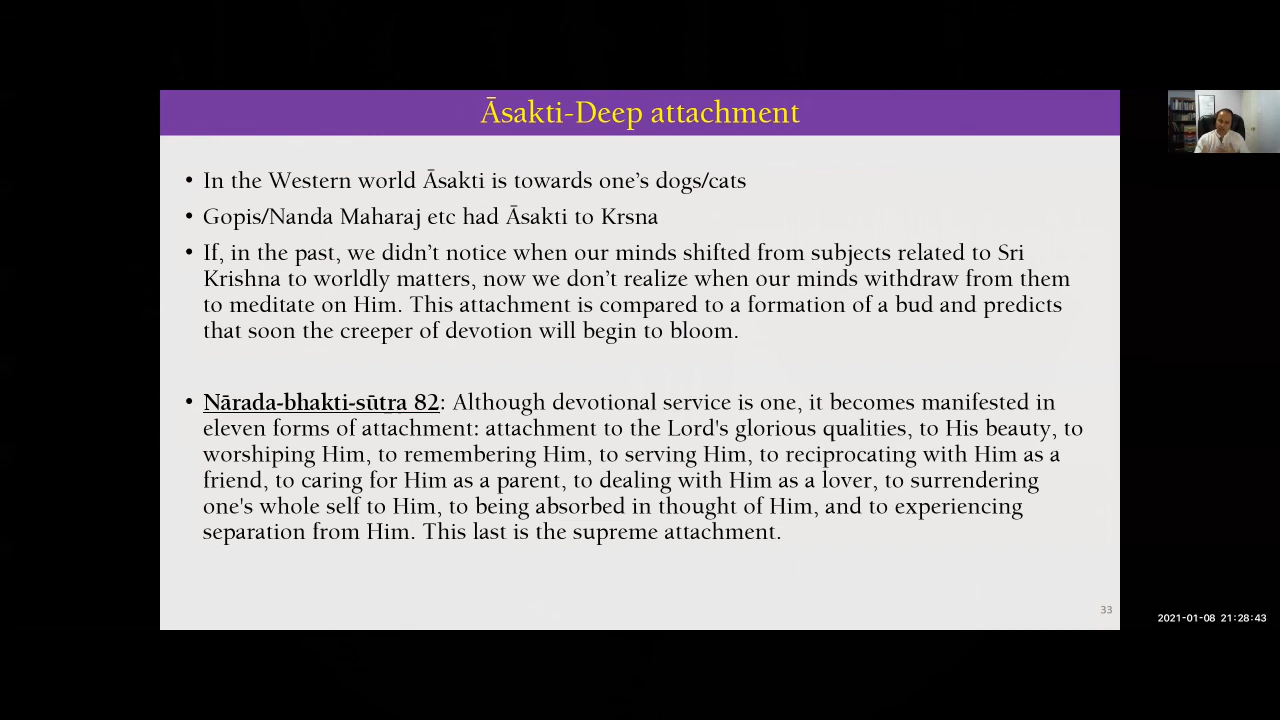 Āsakti-Deep attachment
• In the Western world Āsakti is towards one's dogs/cats
• Gopis/Nanda Maharaj etc had Āsakti to Krsna
• If, in the past, we didn't notice when our minds shifted from subjects related to Sri
Krishna to worldly matters, now we don't realize when our minds withdraw from them
to meditate on Him. This attachment is compared to a formation of a bud and predicts
that soon the creeper of devotion will begin to bloom.
• Nārada-bhakti-sūtra 82: Although devotional service is one, it becomes manifested in
eleven forms of attachment: attachment to the Lord's glorious qualities, to His beauty, to
worshiping Him, to remembering Him, to serving Him, to reciprocating with Him as a
friend, to caring for Him as a parent, to dealing with Him as a lover, to surrendering
one's whole self to Him, to being absorbed in thought of Him, and to experiencing
separation from Him. This last is the supreme attachment.
33
2021-01-08 21:28:43